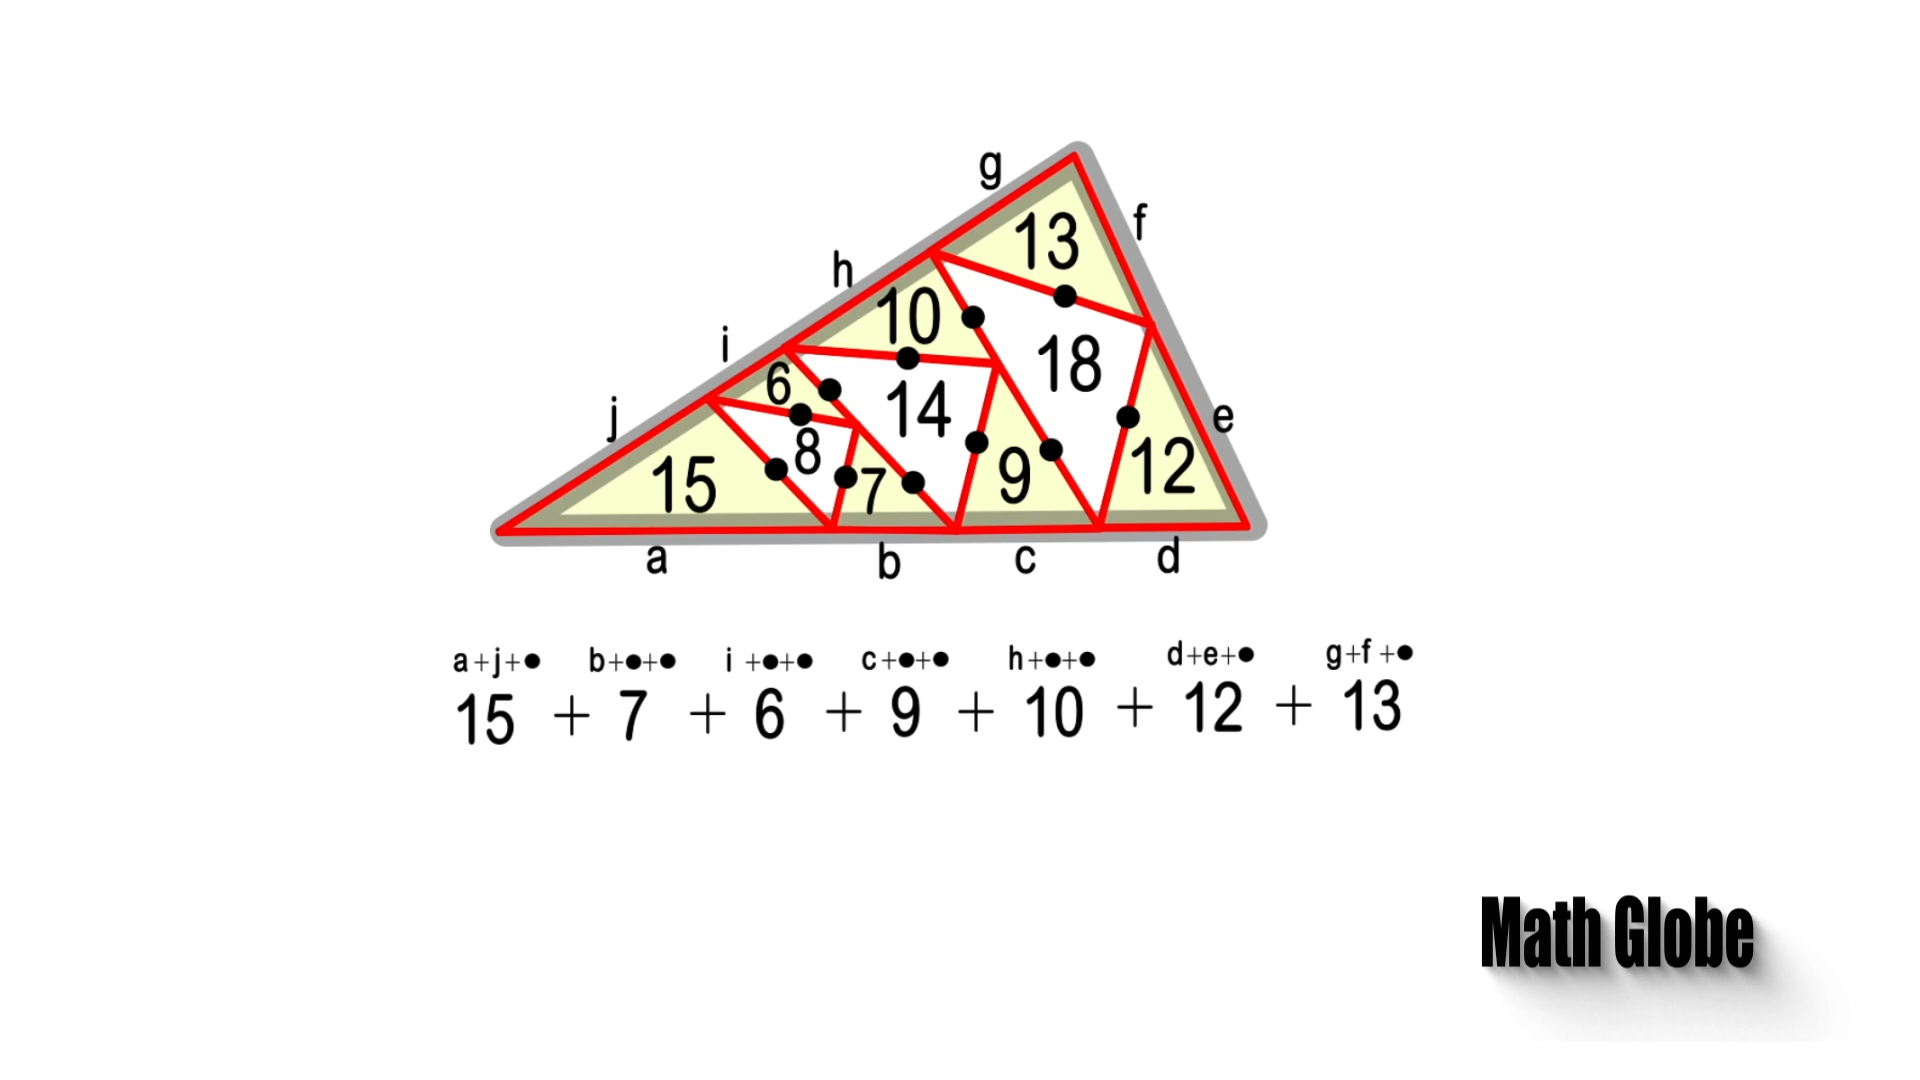 g
f
13
h
10
i
18
6
14
j
e
8
15
7
9
12
a
b
c
d
a+j+● b+●+● i +●+● c+●+● h+●+● d+e+● g+f +●
15 + 7 + 6 + 9 + 10 + 12 + 13
Math Globe